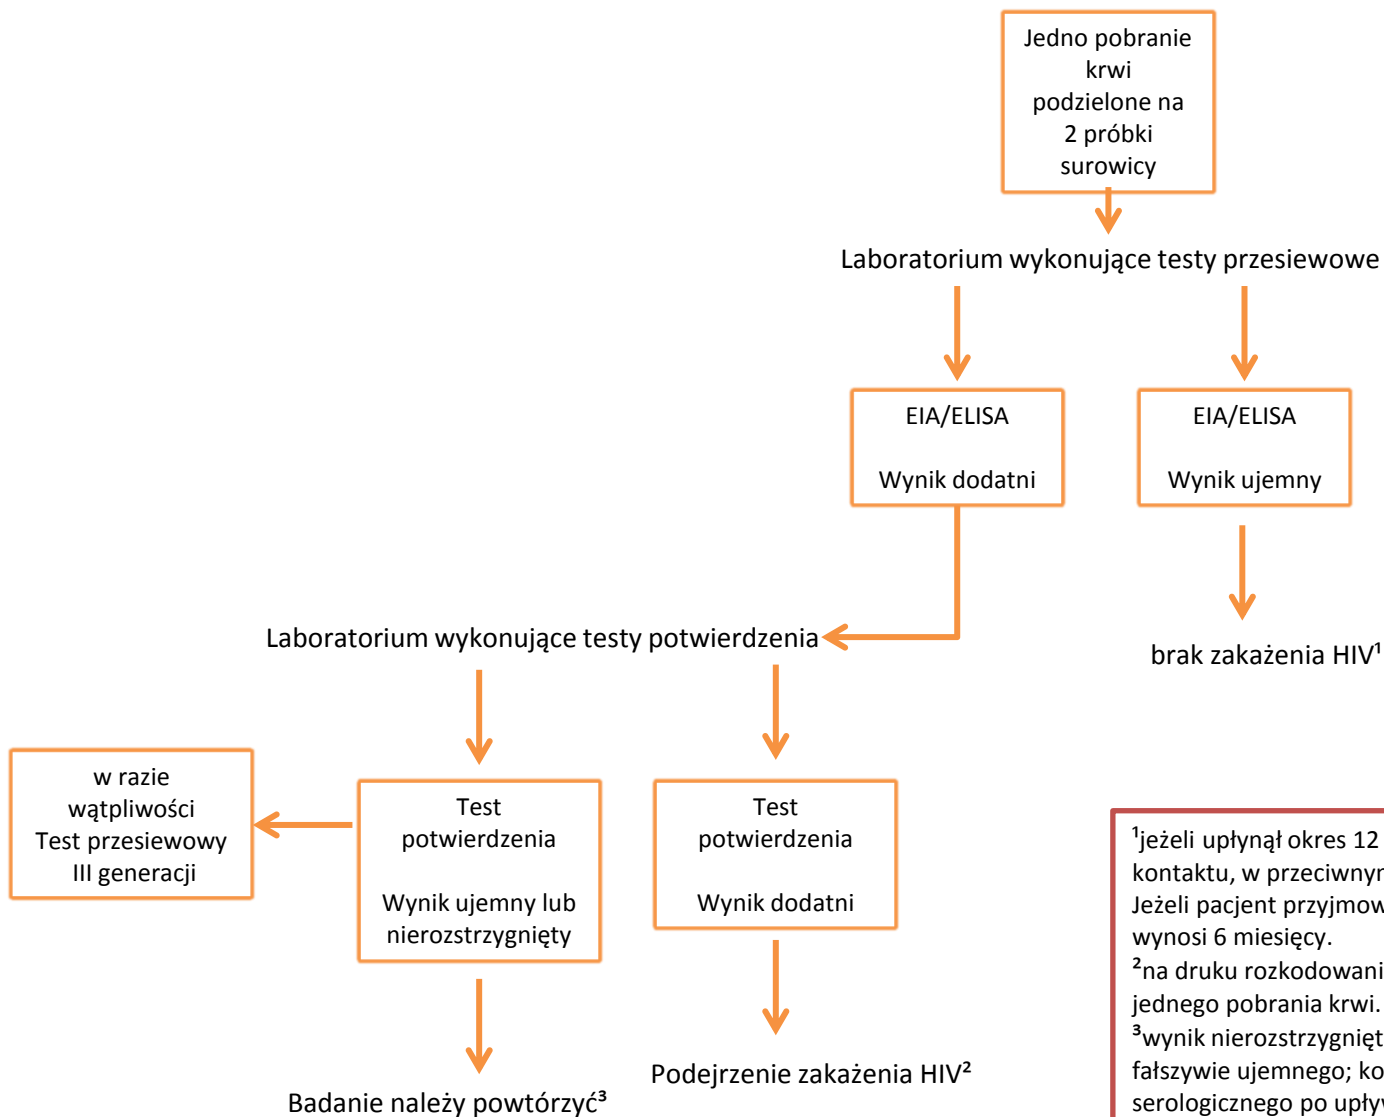 Jedno pobranie
krwi
podzielone na
2 próbki
surowicy
Laboratorium wykonujące testy przesiewowe
EIA/ELISA
Wynik dodatni
EIA/ELISA
Wynik ujemny
Laboratorium wykonujące testy potwierdzenia
brak zakażenia HIV¹
w razie
wątpliwości
Test przesiewowy
III generacji
Test
potwierdzenia
Wynik ujemny lub
nierozstrzygnięty
Test
potwierdzenia
Wynik dodatni
Badanie należy powtórzyć³
Podejrzenie zakażenia HIV²
¹jeżeli upłynął okres 12
kontaktu, w przeciwnym
Jeżeli pacjent przyjmow
wynosi 6 miesięcy.
²na druku rozkodowani
jednego pobrania krwi.
³wynik nierozstrzygnięt
fałszywie ujemnego; ko
serologicznego po upływ